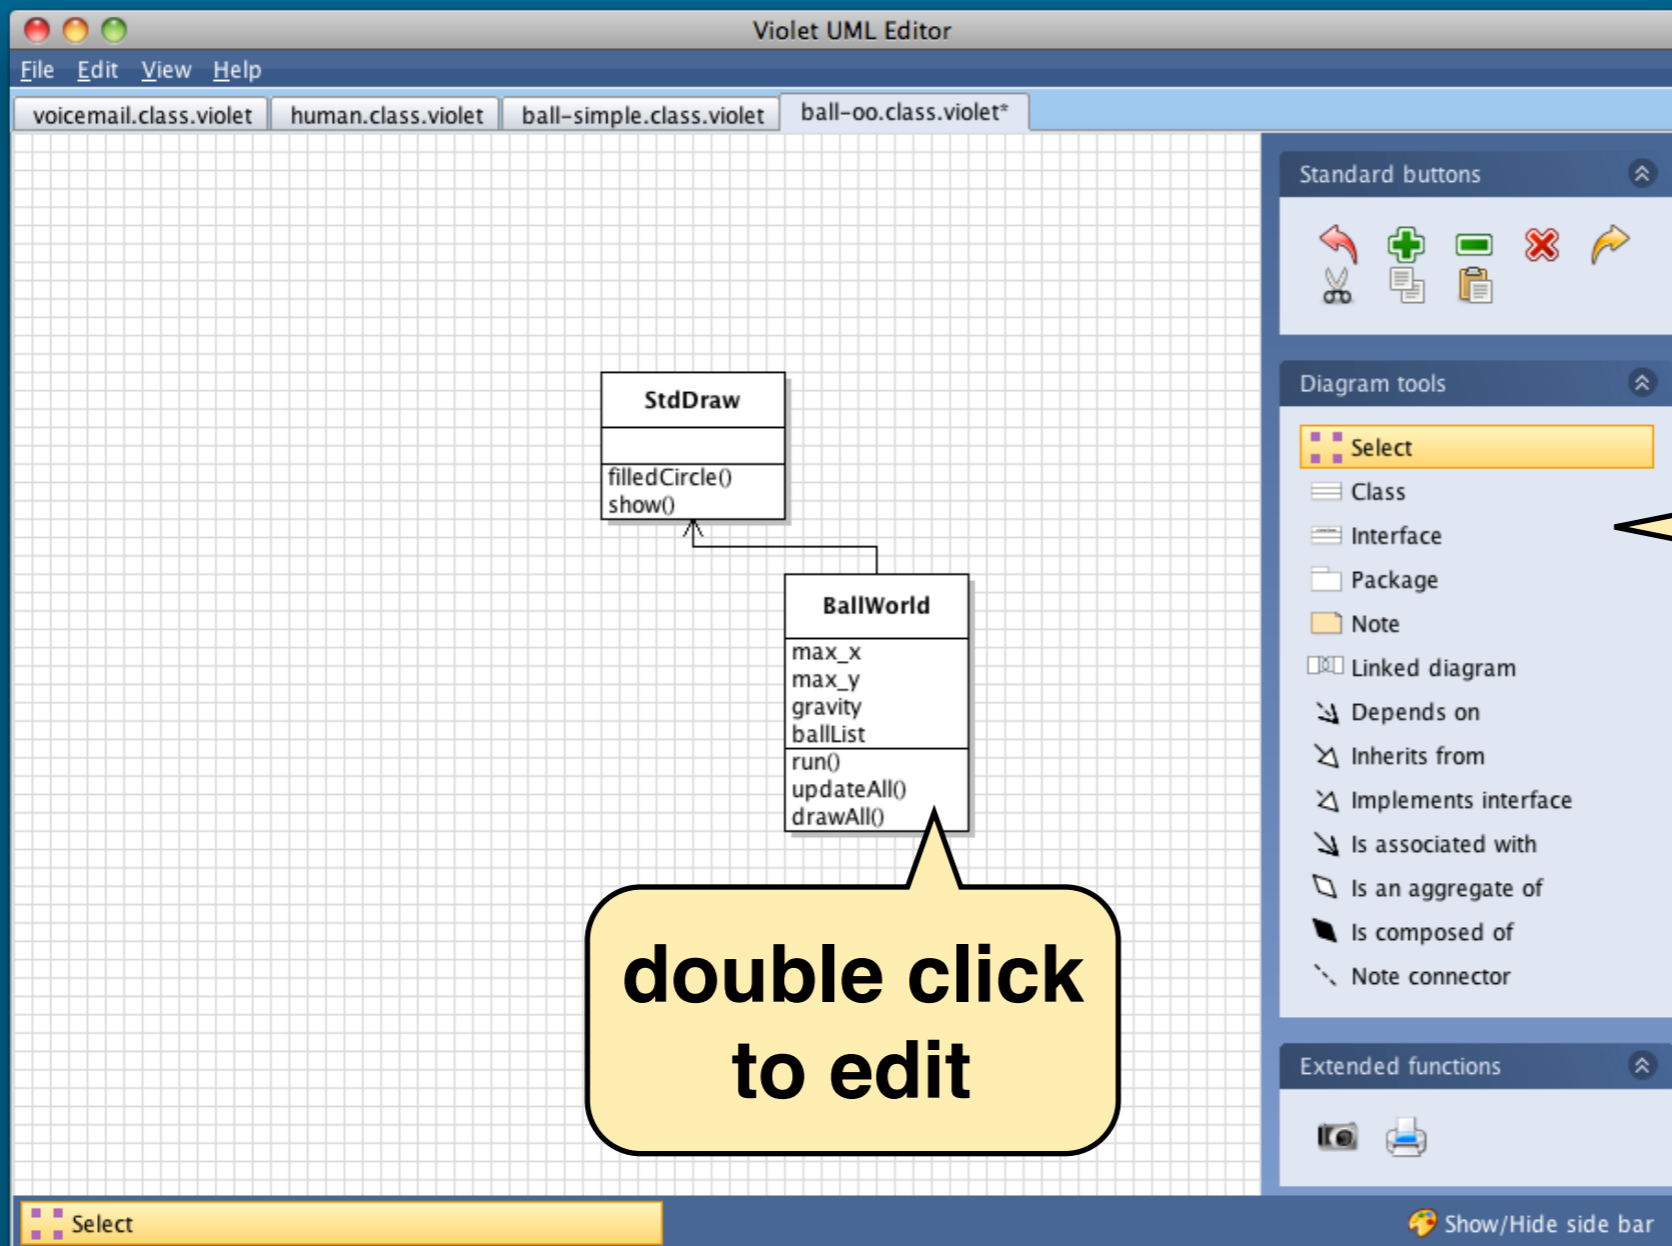 Violet UML Editor
File Edit View Help
voicemail.class.violet
human.class.violet
ball-simple.class.violet
ball-oo.class.violet*
StdDraw
filledCircle()
show()
BallWorld
max_x
max_y
gravity
ballList
run()
updateAll()
drawAll()
double click
to edit
Standard buttons
Diagram tools
Select
Class
Interface
Package
Note
Linked diagram
Depends on
Inherits from
Implements interface
Is associated with
Is an aggregate of
Is composed of
Note connector
Extended functions
Select
Show/Hide side bar